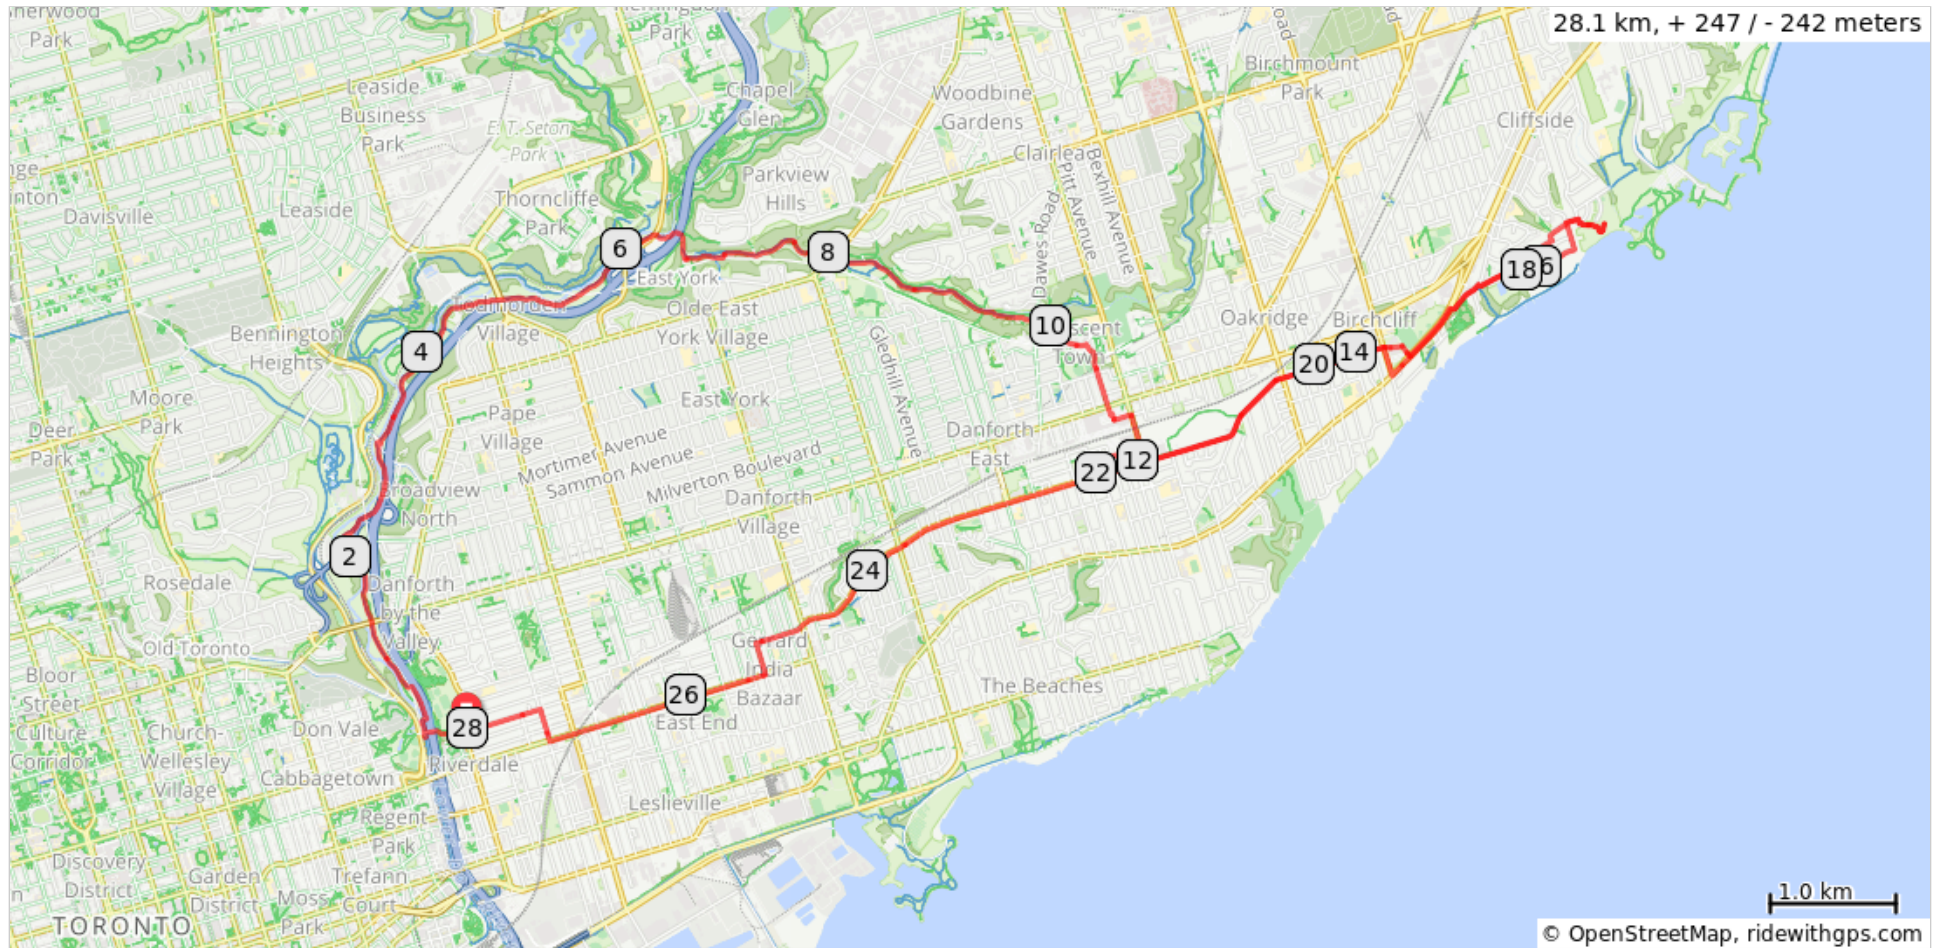 28.1 km, + 247 / - 242 meters
Park
Park
Leaside
Business
Park
Chapel
Glen
Woodbine
Gardens
Birchmount
Park
Cliffside
E. T. Seton
Park
Clairlea
Parkview
Hills
Pitt Avenue
Bexhill Avenue
Davisville
Leaside
Thorncliffe
Park
Dawes Road
6
8
18
6
East York
Todmorden
Village
Olde East
York Village
10
Oakridge
Birchcliff
Bennington
Heights
4
scent
Town
20
14
Gledhill Avenue
Moore
Park
Pape
Village
East York
Deer
Park
Mortimer Avenue
Sammon Avenue
Milverton Boulevard
Danforth
East
22
12
Broadview
North
Danforth
Village
2
24
Rosedale
Danforth
by the
Valley
Old Toronto
Gerrard
India
Bazaar
Bloor
Street
Culture
Corridor
26
East End
The Beaches
28
Don Vale
Church-
Wellesley
Village
Riverdale
Cabbagetown
Leslieville
Regent
Park
Discovery
District
Garden
District
Trefann
Court
Moss
Park
TORONTO
1.0 km
© OpenStreetMap, ridewithgps.com